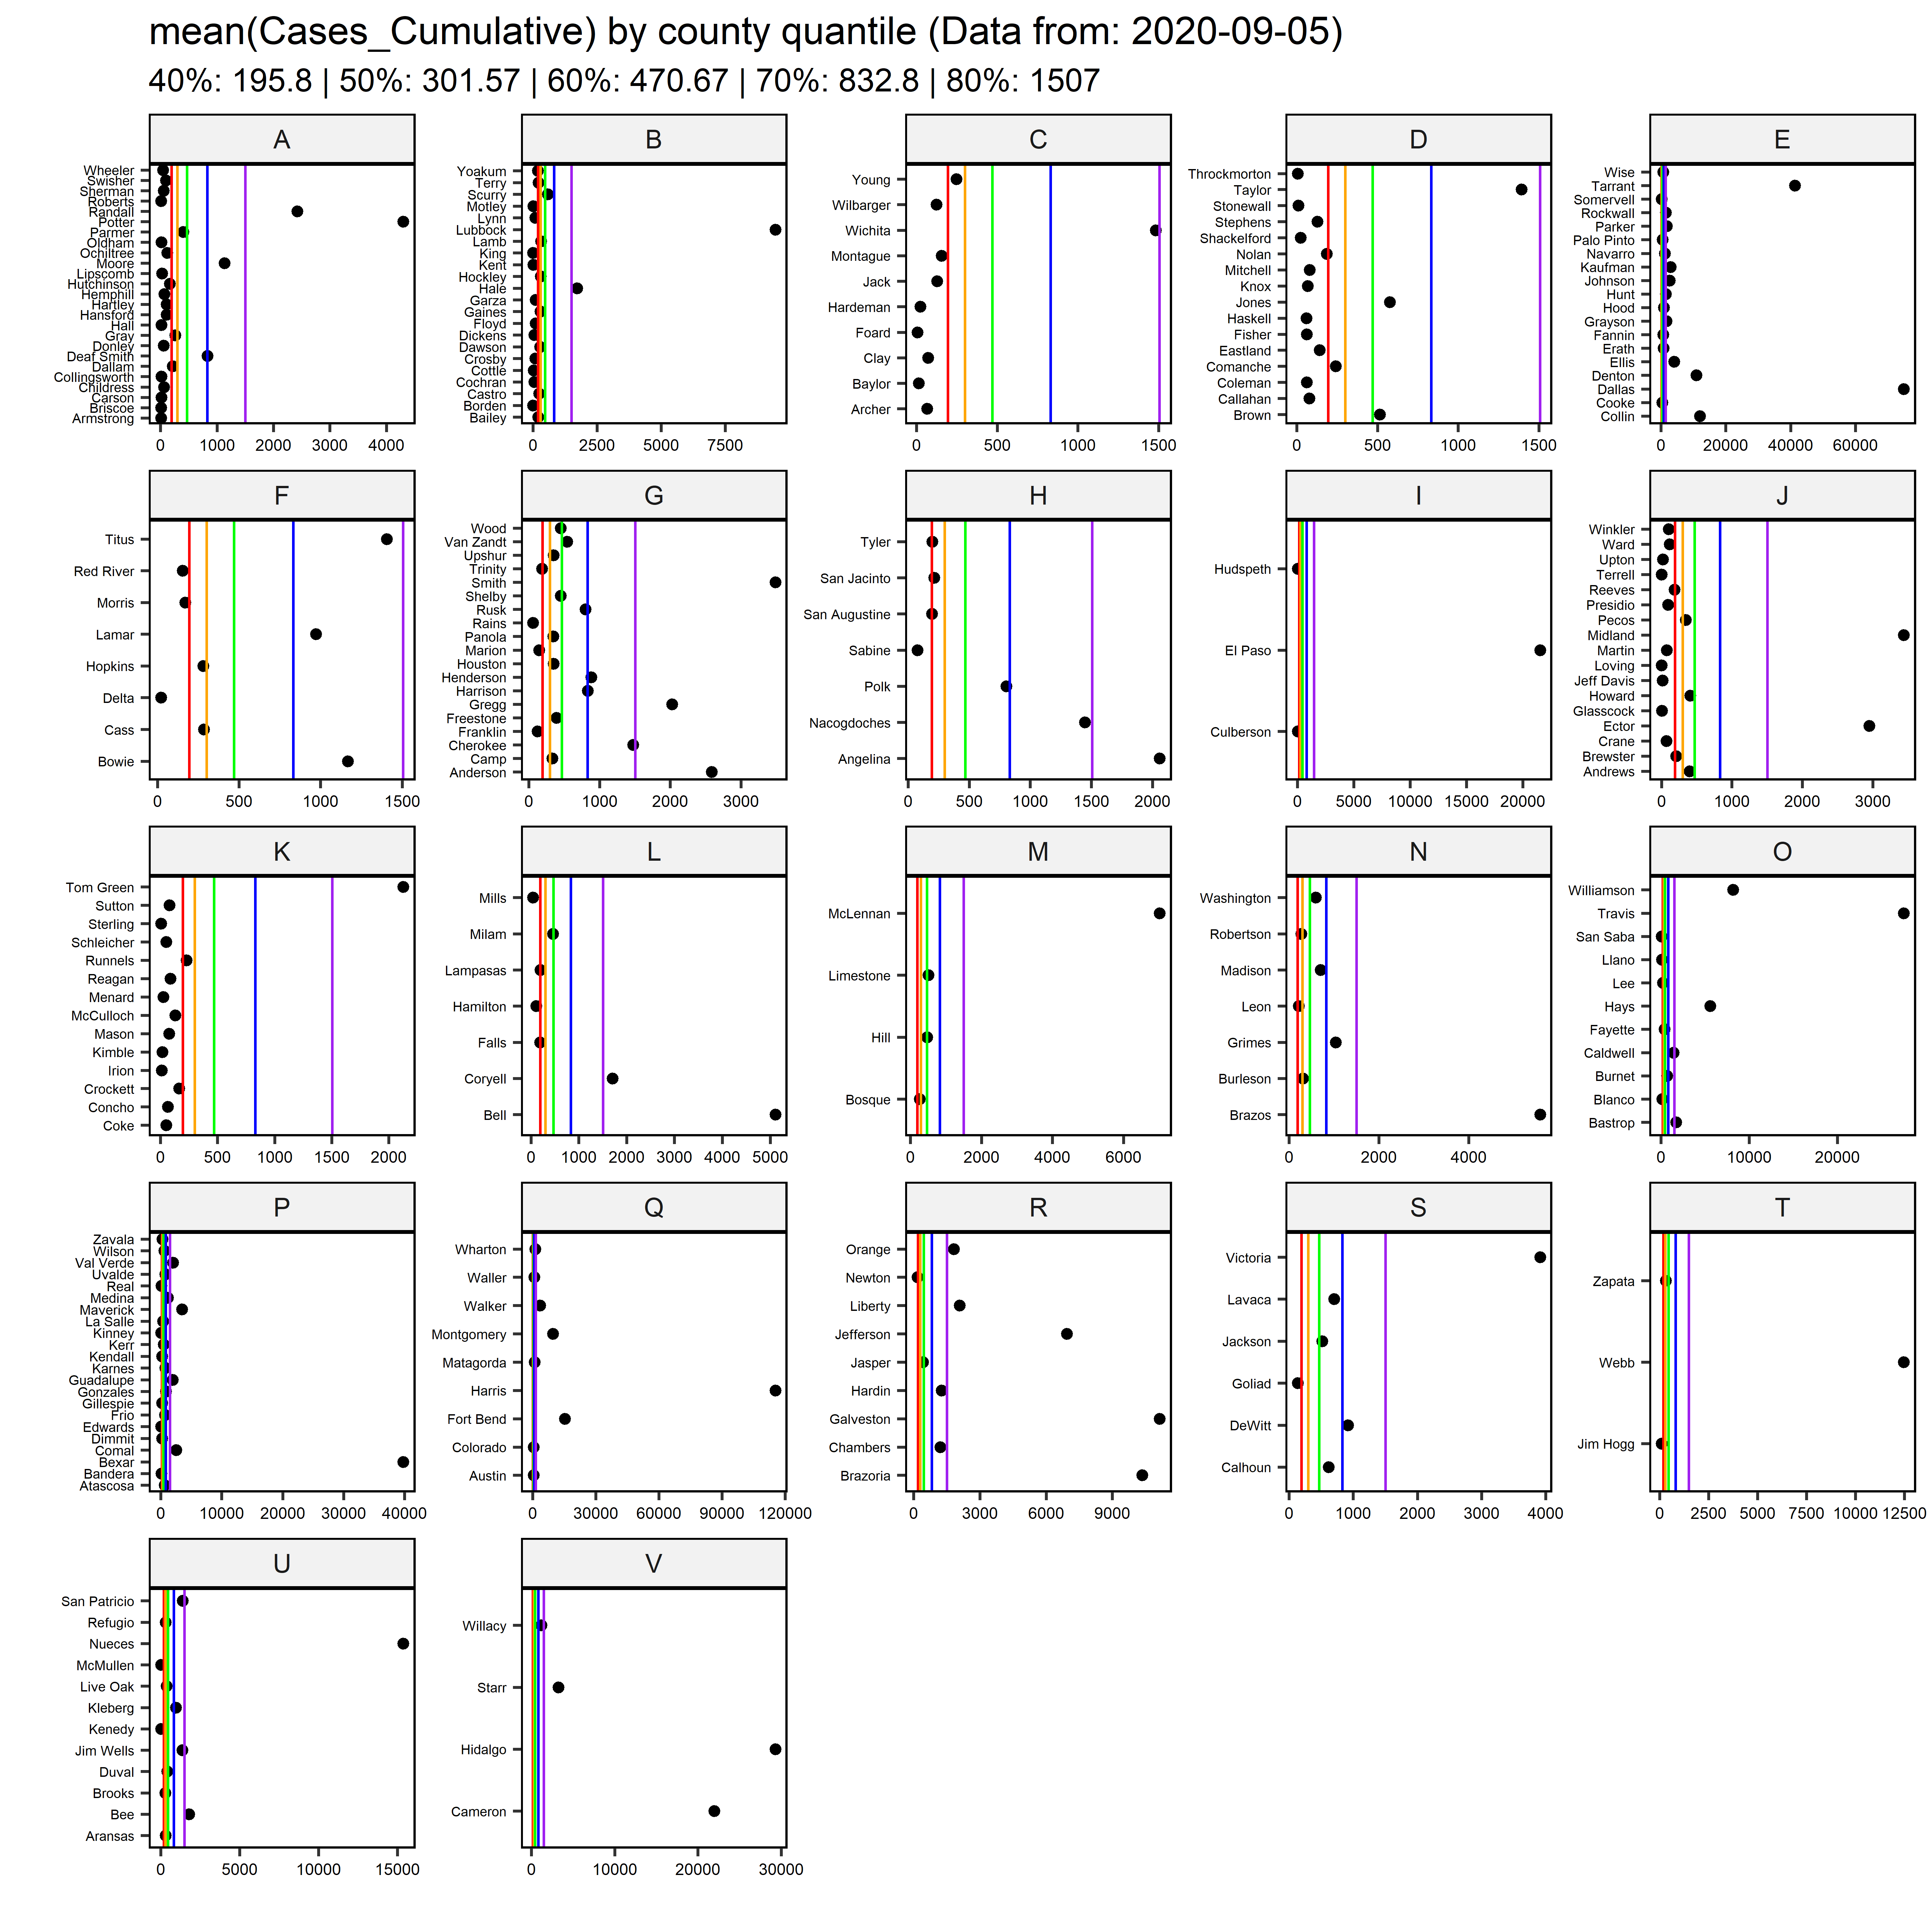 mean(Cases_Cumulative) by county quantile (Data from: 2020-09-05)
40%: 195.8 | 50%: 301.57 | 60%: 470.67 | 70%: 832.8 | 80%: 1507
A
Wheeler
Swisher
Sherman
Roberts
Randall
Potter
Parmer
Oldham
Ochiltree
Moore
Lipscomb
Hutchinson
Hemphill
Hartley
Hansford
Hall
Gray
Donley
Deaf Smith
Dallam
Collingsworth
Childress
Carson
Briscoe
Armstrong
0 1000 2000 3000 4000
B
Yoakum
Terry
Scurry
Motley
Lynn
Lubbock
Lamb
King
Kent
Hockley
Hale
Garza
Gaines
Floyd
Dickens
Dawson
Crosby
Cottle
Cochran
Castro
Borden
Bailey
0 2500 5000 7500
C
Young
Wilbarger
Wichita
Montague
Jack
Hardeman
Foard
Clay
Baylor
Archer
0 500 1000 1500
D
Throckmorton
Taylor
Stonewall
Stephens
Shackelford
Nolan
Mitchell
Knox
Jones
Haskell
Fisher
Eastland
Comanche
Coleman
Callahan
Brown
0 500 1000 1500
E
Wise
Tarrant
Somervell
Rockwall
Parker
Palo Pinto
Navarro
Kaufman
Johnson
Hunt
Hood
Grayson
Fannin
Erath
Ellis
Denton
Dallas
Cooke
Collin
0 20000 40000 60000
F
Titus
Red River
Morris
Lamar
Hopkins
Delta
Cass
Bowie
0 500 1000 1500
G
Wood
Van Zandt
Upshur
Trinity
Smith
Shelby
Rusk
Rains
Panola
Marion
Houston
Henderson
Harrison
Gregg
Freestone
Franklin
Cherokee
Camp
Anderson
0 1000 2000 3000
H
Tyler
San Jacinto
San Augustine
Sabine
Polk
Nacogdoches
Angelina
0 500 1000 1500 2000
I
Hudspeth
El Paso
Culberson
0 5000 10000 15000 20000
J
Winkler
Ward
Upton
Terrell
Reeves
Presidio
Pecos
Midland
Martin
Loving
Jeff Davis
Howard
Glasscock
Ector
Crane
Brewster
Andrews
0 1000 2000 3000
K
Tom Green
Sutton
Sterling
Schleicher
Runnels
Reagan
Menard
McCulloch
Mason
Kimble
Irion
Crockett
Concho
Coke
0 500 1000 1500 2000
L
Mills
Milam
Lampasas
Hamilton
Falls
Coryell
Bell
0 1000 2000 3000 4000 5000
M
McLennan
Limestone
Hill
Bosque
0 2000 4000 6000
N
Washington
Robertson
Madison
Leon
Grimes
Burleson
Brazos
0 2000 4000
O
Williamson
Travis
San Saba
Llano
Lee
Hays
Fayette
Caldwell
Burnet
Blanco
Bastrop
0 10000 20000
P
Zavala
Wilson
Val Verde
Uvalde
Real
Medina
Maverick
La Salle
Kinney
Kerr
Kendall
Karnes
Guadalupe
Gonzales
Gillespie
Frio
Edwards
Dimmit
Comal
Bexar
Bandera
Atascosa
0 10000 20000 30000 40000
Q
Wharton
Waller
Walker
Montgomery
Matagorda
Harris
Fort Bend
Colorado
Austin
0 30000 60000 90000 120000
R
Orange
Newton
Liberty
Jefferson
Jasper
Hardin
Galveston
Chambers
Brazoria
0 3000 6000 9000
S
Victoria
Lavaca
Jackson
Goliad
DeWitt
Calhoun
0 1000 2000 3000 4000
T
Zapata
Webb
Jim Hogg
0 2500 5000 7500 10000 12500
U
San Patricio
Refugio
Nueces
McMullen
Live Oak
Kleberg
Kenedy
Jim Wells
Duval
Brooks
Bee
Aransas
0 5000 10000 15000
V
Willacy
Starr
Hidalgo
Cameron
0 10000 20000 30000